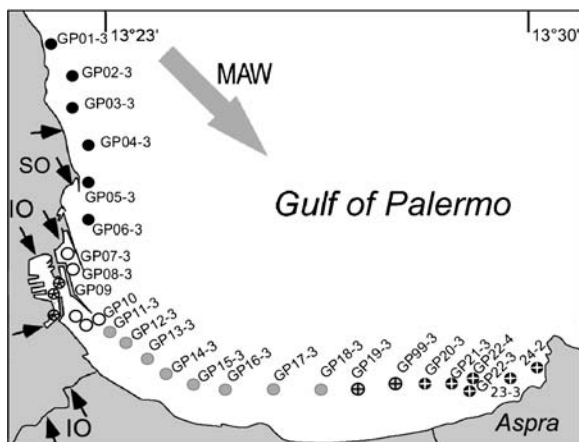 GP01-3
13°23'
13°30'
GP02-3
MAW
GP03-3
GP04-3
SO
GP05-3
IO
Gulf of Palermo
GP06-3
GP07-3
GP08-3
GP09
GP10
GP11-3
GP12-3
GP13-3
GP14-3
GP15-3
GP16-3
GP17-3
GP18-3
GP19-3
GP99-3
GP20-3
GP21-3
GP22-4
GP22-3
23-3
24-2
IO
Aspra